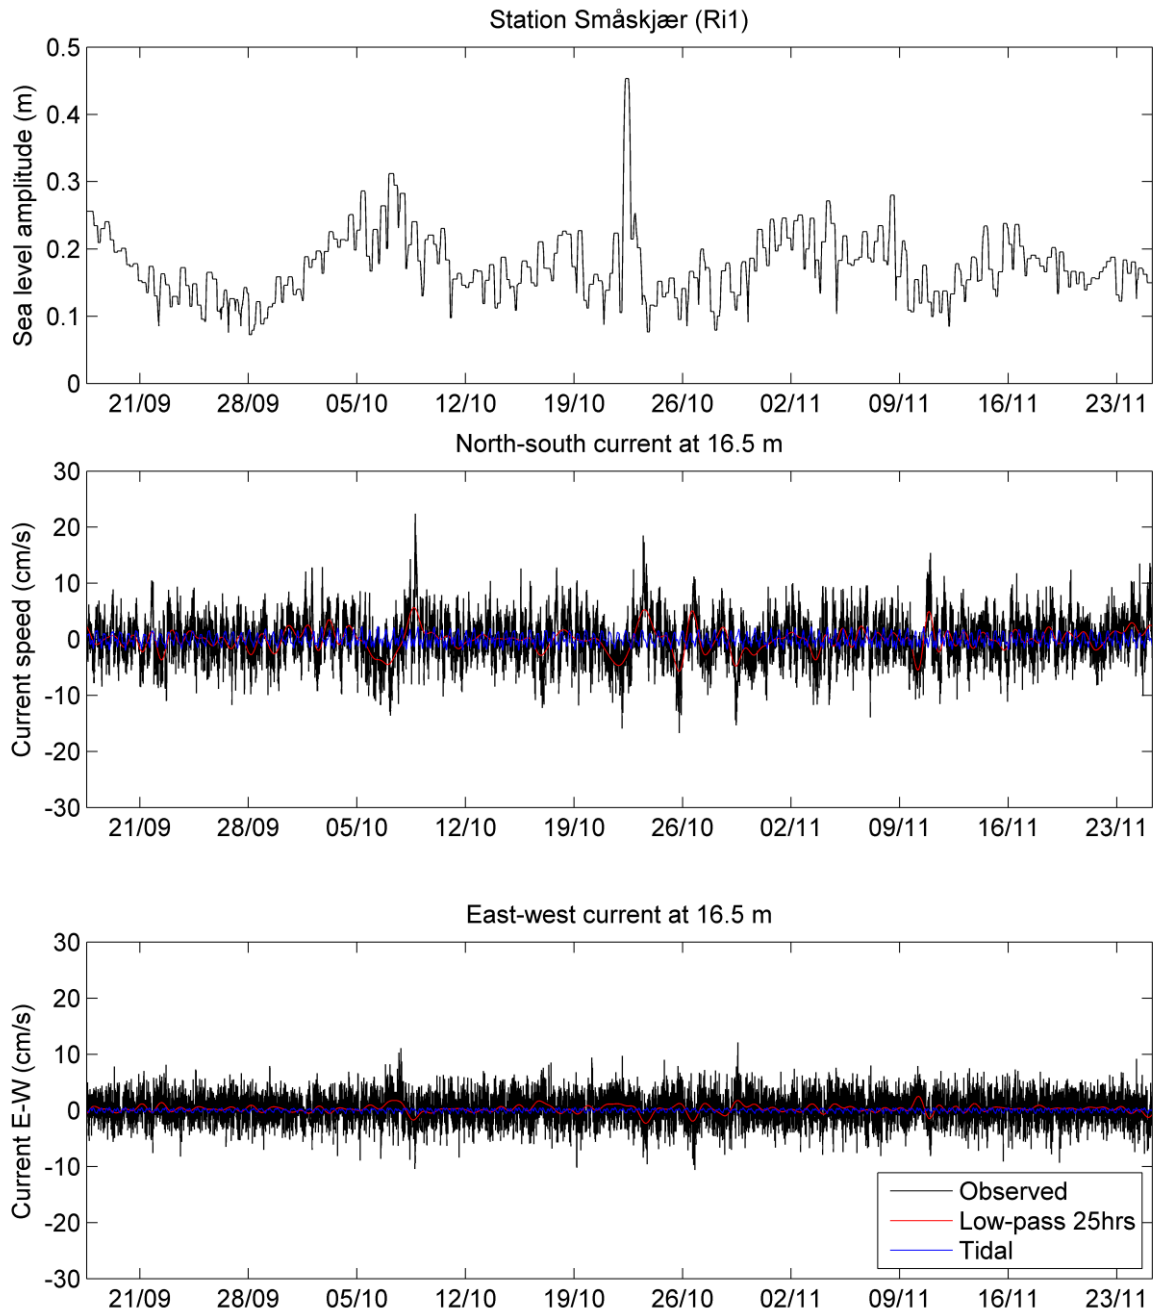 Station Småskjær (Ri1)
Sea level amplitude (m)
0.5
0.4
0.3
0.2
0.1
0
21/09 28/09 05/10 12/10 19/10 26/10 02/11 09/11 16/11 23/11
North-south current at 16.5 m
Current speed (cm/s)
30
20
10
0
-10
-20
-30
21/09 28/09 05/10 12/10 19/10 26/10 02/11 09/11 16/11 23/11
East-west current at 16.5 m
Current E-W (cm/s)
30
20
10
0
-10
-20
-30
Observed
Low-pass 25hrs
Tidal
21/09 28/09 05/10 12/10 19/10 26/10 02/11 09/11 16/11 23/11